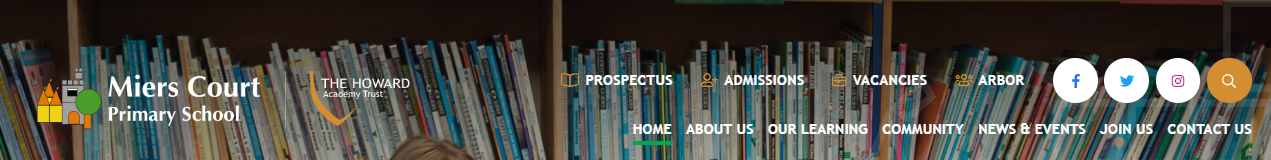 Miers Court
Primary School
THE HOWARD
Academy Trust
PROSPECTUS ADMISSIONS VACANCIES ARBOR
HOME ABOUT US OUR LEARNING COMMUNITY NEWS & EVENTS JOIN US CONTACT US